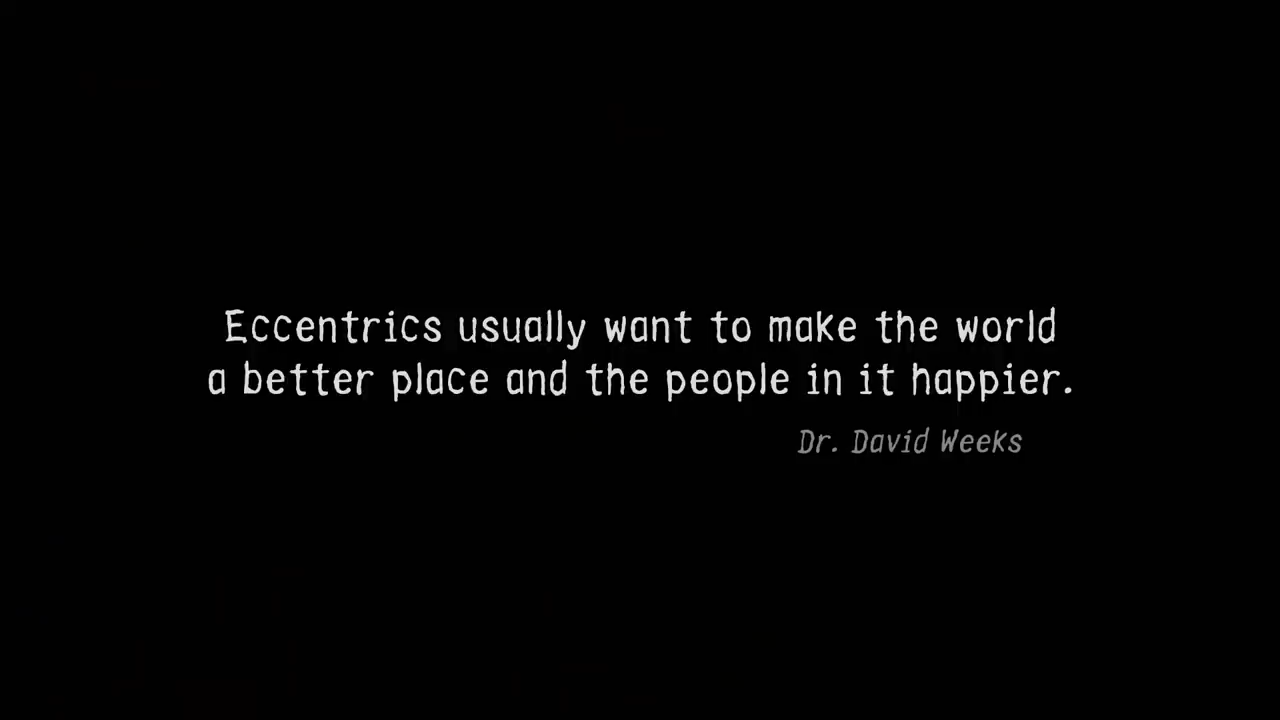 Eccentrics usually want to make the world
a better place and the people in it happier.
Dr. David Weeks